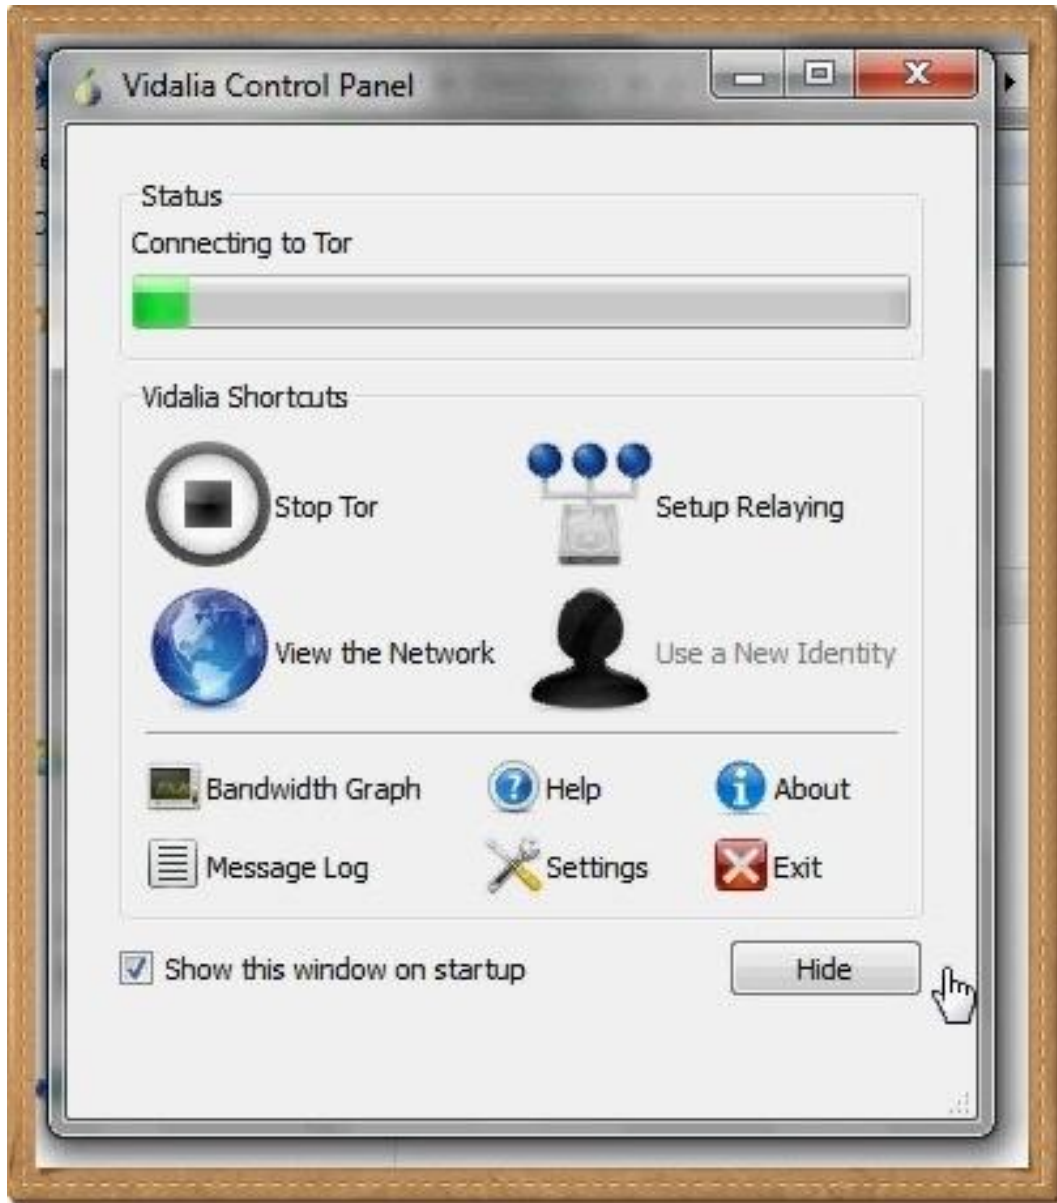 Vidalia Control Panel
Status
Connecting to Tor
Vidalia Shortcuts
Stop Tor
Setup Relaying
View the Network
Use a New Identity
Bandwidth Graph
Help
About
Message Log
Settings
Exit
Show this window on startup
Hide